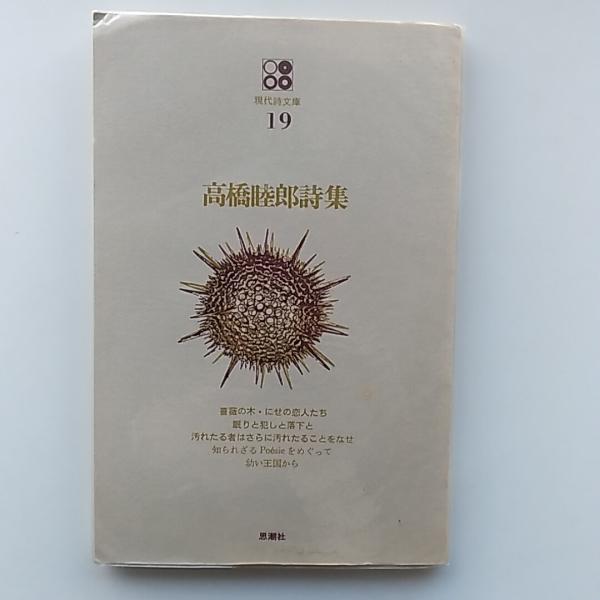 現代詩文庫
19
高橋睦郎詩集
薔薇の木・にせの恋人たち
眠りと犯しと落下と
汚れたる者はさらに汚れたることをなせ
知られざるPoésieをめぐって
幼い王国から
思潮社